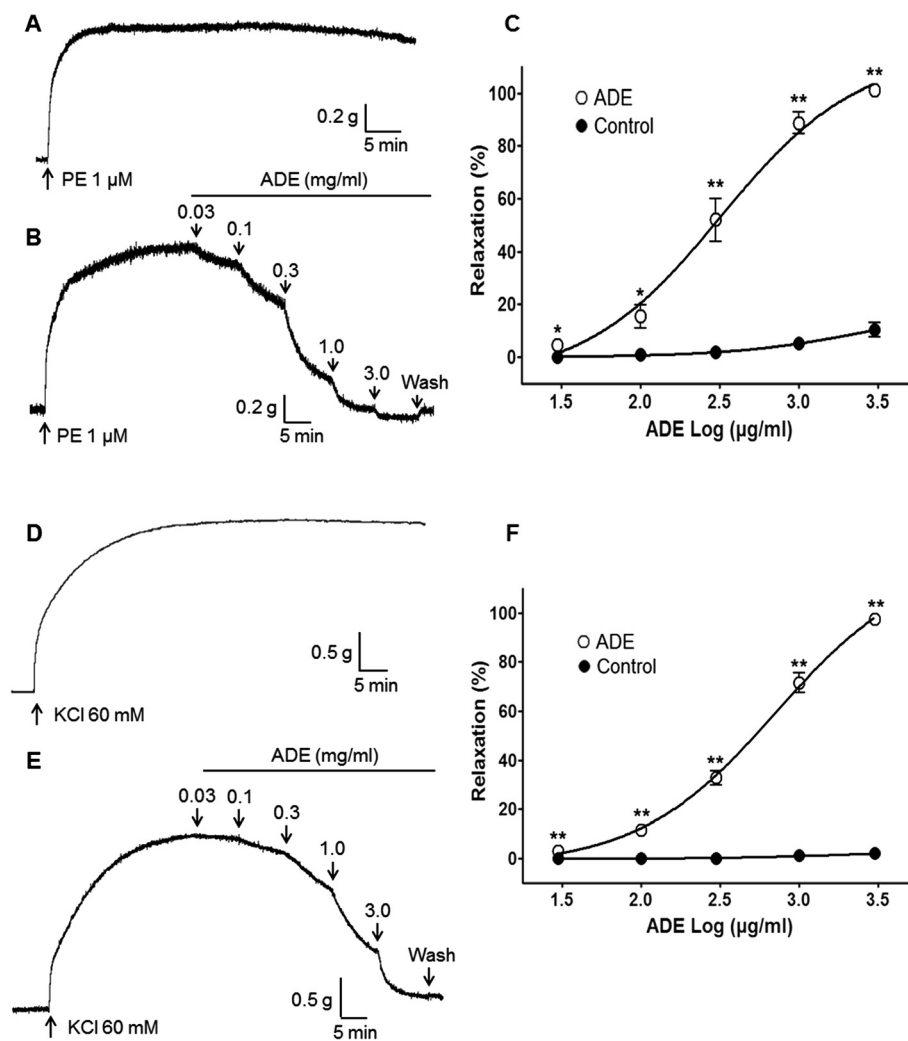 A
0.2 g
5 min
PE 1 µM
ADE (mg/ml)
B
0.03
0.1
0.3
1.0
3.0
Wash
0.2 g
5 min
PE 1 µM
C
Relaxation (%)
100
80
60
40
20
0
ADE
Control
*
*
**
**
**
1.5
2.0
2.5
3.0
3.5
ADE Log (µg/ml)
D
0.5 g
5 min
KCl 60 mM
ADE (mg/ml)
E
0.03
0.1
0.3
1.0
3.0
Wash
0.5 g
5 min
KCl 60 mM
F
Relaxation (%)
100
80
60
40
20
0
ADE
Control
**
**
**
**
**
1.5
2.0
2.5
3.0
3.5
ADE Log (µg/ml)